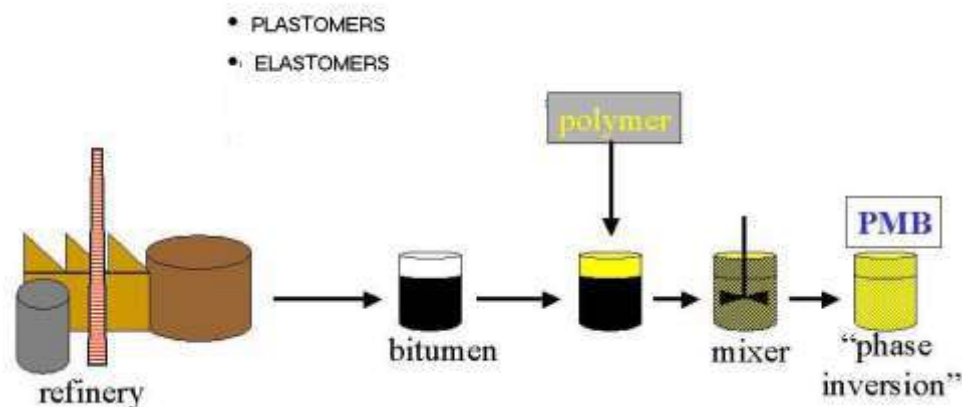 • PLASTOMERS
• ELASTOMERS
polymer
PMB
bitumen
mixer
“phase
inversion”
refinery